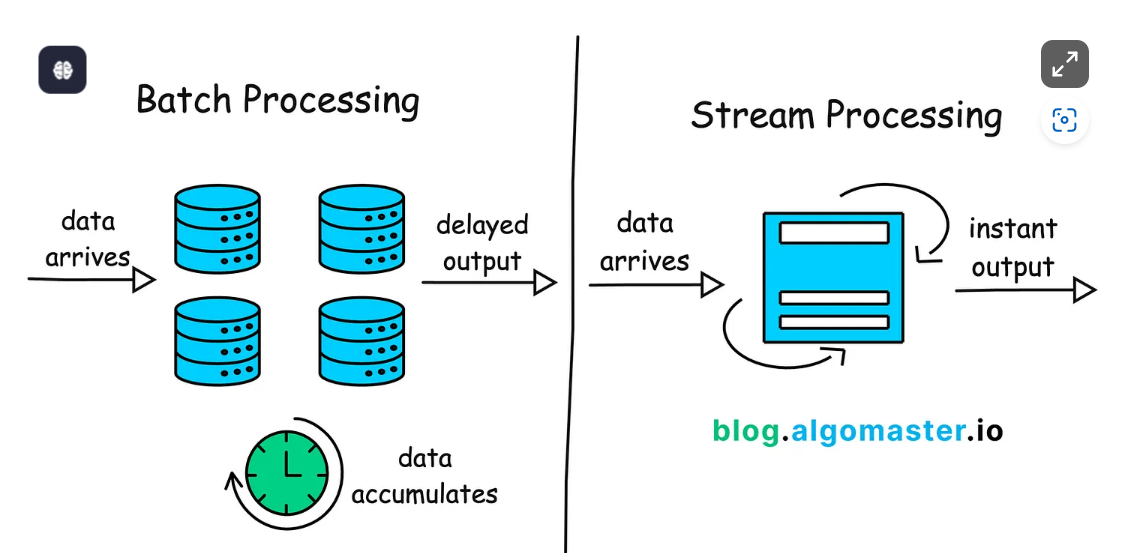 Batch Processing
data
arrives
delayed
output
data
accumulates
Stream Processing
data
arrives
instant
output
blog.algomaster.io